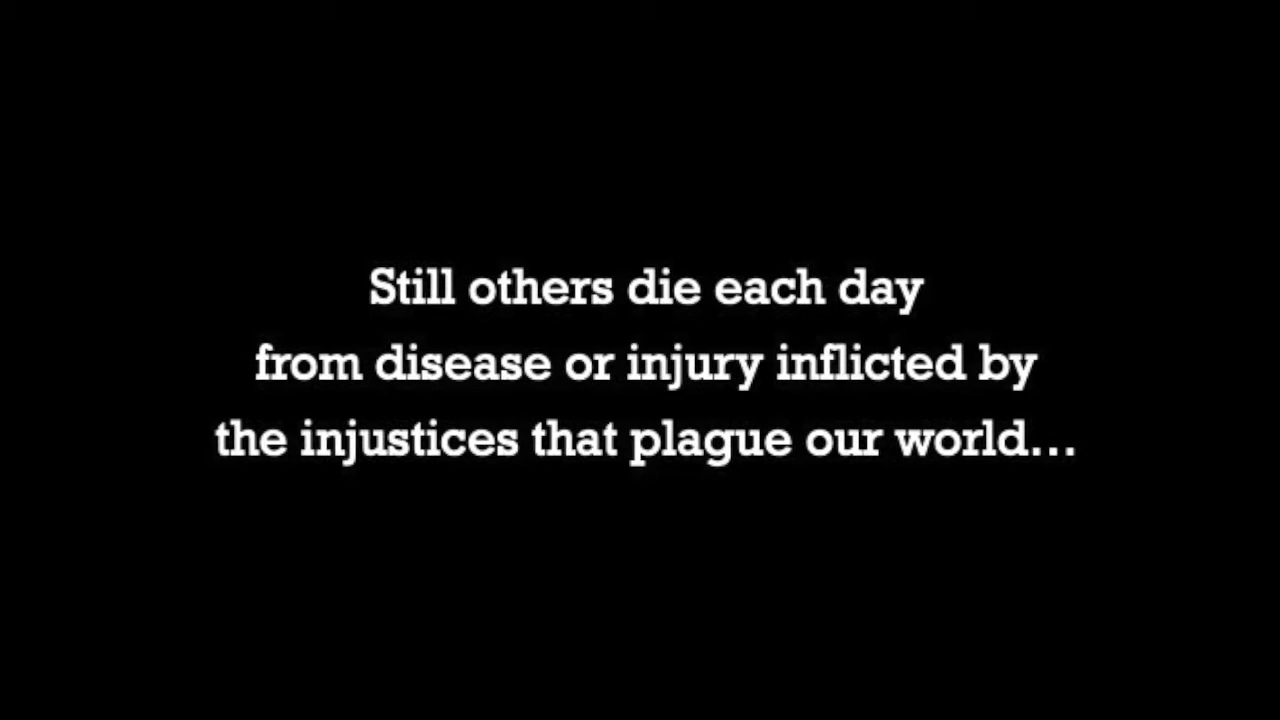 Still others die each day
from disease or injury inflicted by
the injustices that plague our world...